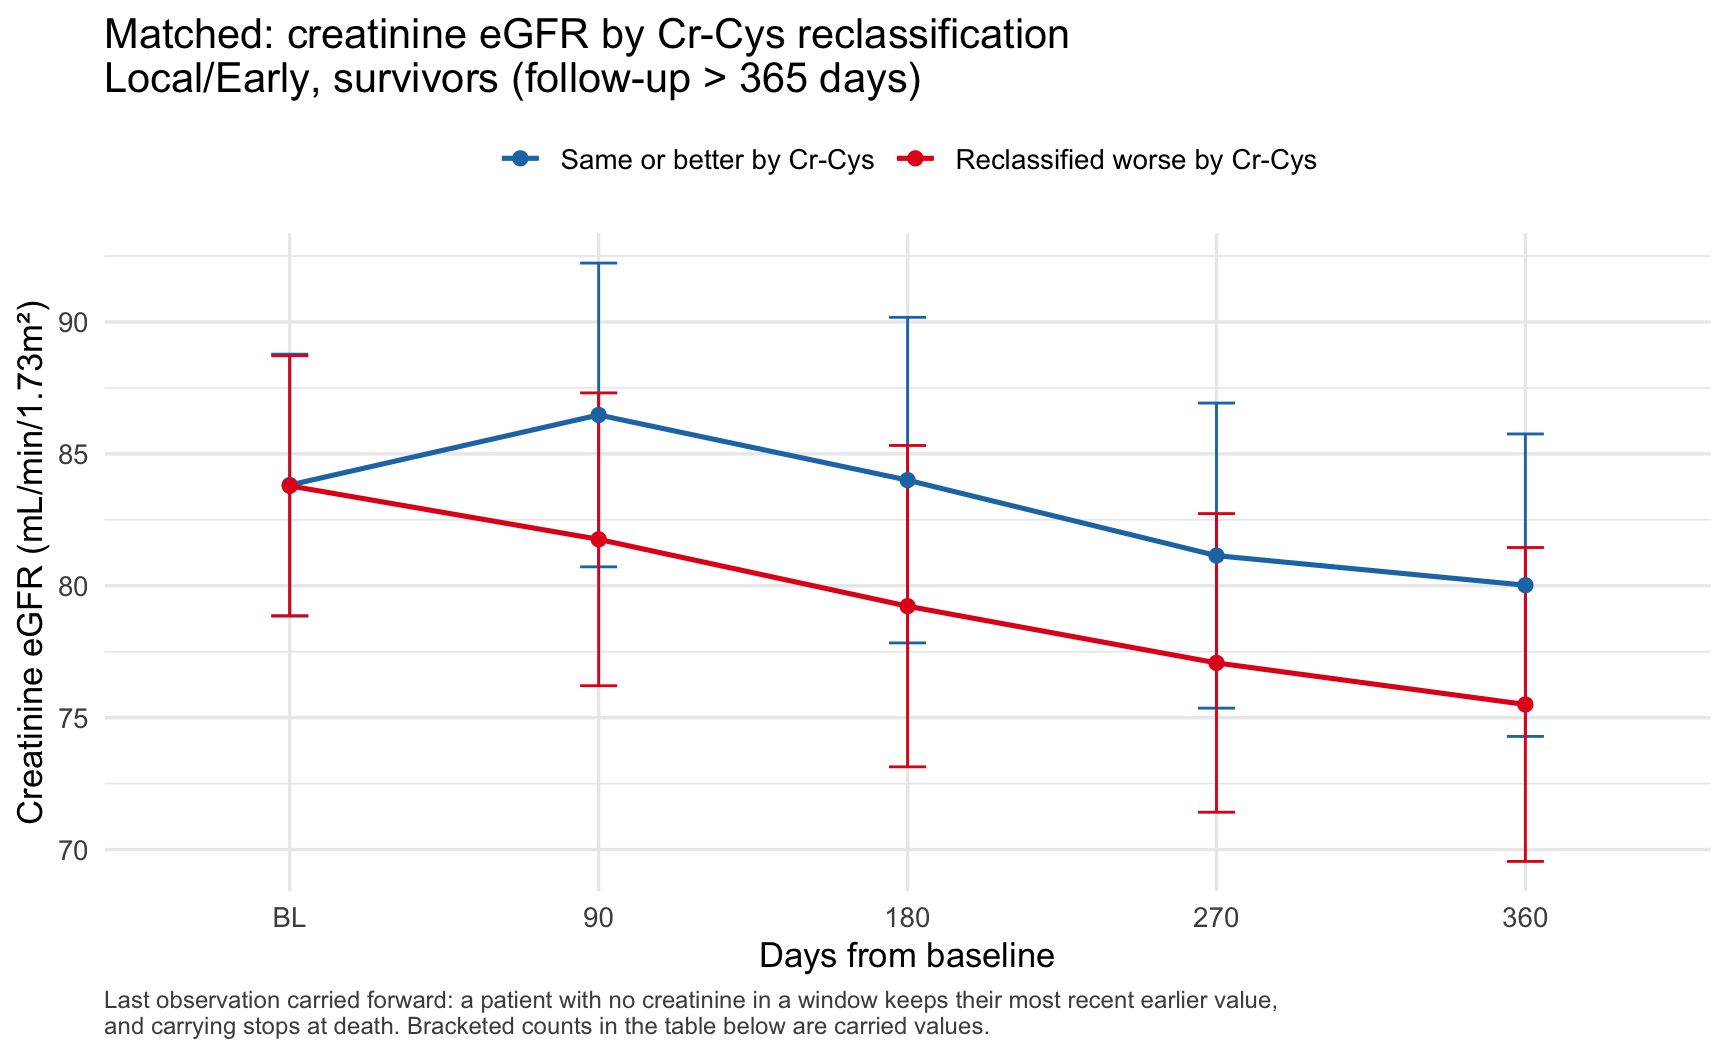 Matched: creatinine eGFR by Cr-Cys reclassification
Local/Early, survivors (follow-up > 365 days)
Same or better by Cr-Cys
Reclassified worse by Cr-Cys
Creatinine eGFR (mL/min/1.73m²)
90
85
80
75
70
BL
90
180
270
360
Days from baseline
Last observation carried forward: a patient with no creatinine in a window keeps their most recent earlier value,
and carrying stops at death. Bracketed counts in the table below are carried values.